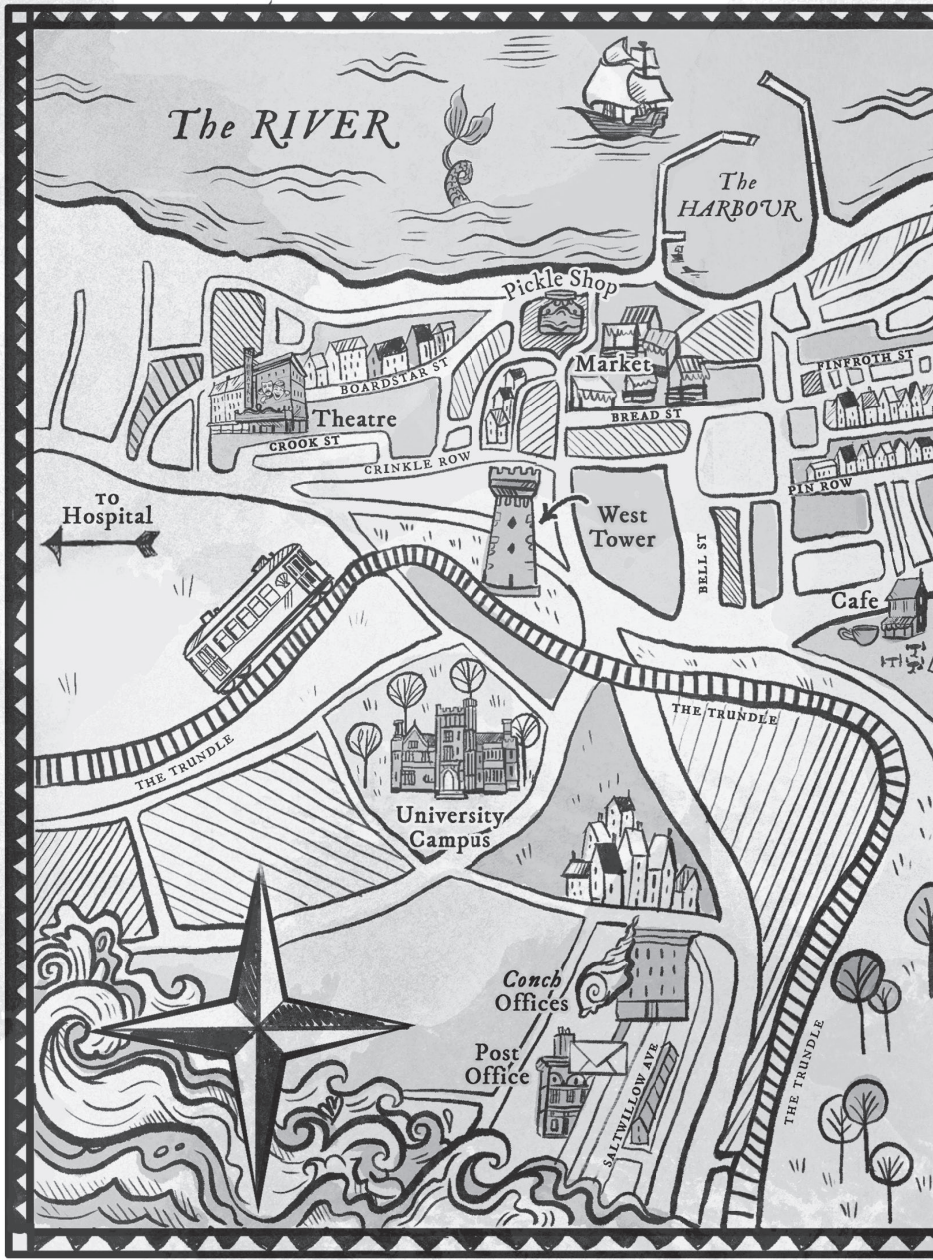 The RIVER
The
HARBOUR
Pickle Shop
Market
FINFROTH ST
BOARDSTAR ST
Theatre
BREAD ST
CROOK ST
CRINKLE ROW
PIN ROW
TO
Hospital
West
Tower
BELL ST
Cafe
THE TRUNDLE
THE TRUNDLE
University
Campus
Conch
Offices
Post
Office
SALTWILLOW AVE
THE TRUNDLE